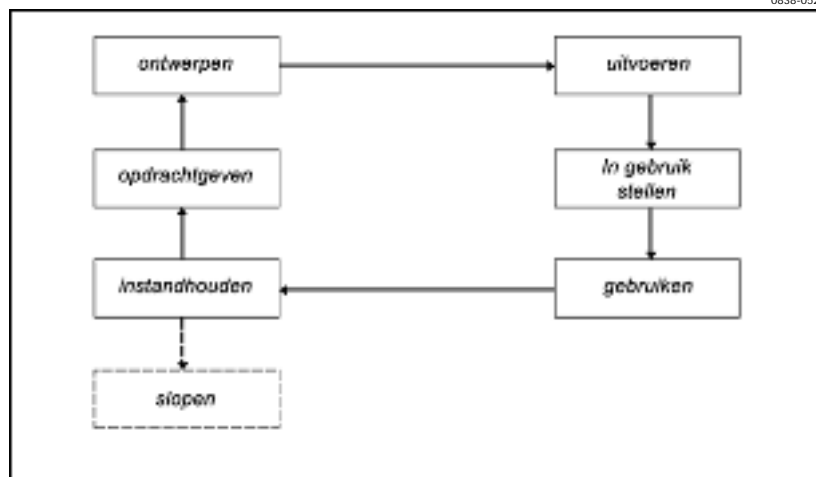 ontwerpen
uitvoeren
opdrachtgeven
In gebruik
stellen
instandhouden
gebruiken
slopen